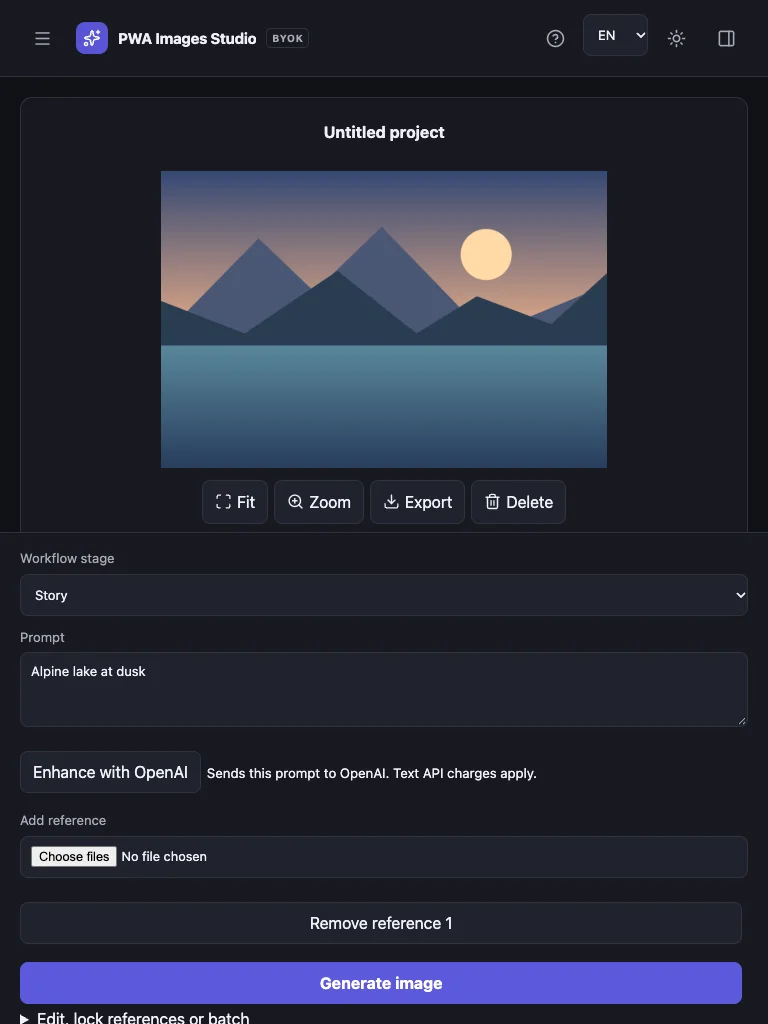 PWA Images Studio BYOK EN
Untitled project
Fit Zoom Export Delete
Workflow stage
Story
Prompt
Alpine lake at dusk
Enhance with OpenAI Sends this prompt to OpenAI. Text API charges apply.
Add reference
Choose files No file chosen
Remove reference 1
Generate image
Edit, lock references or batch